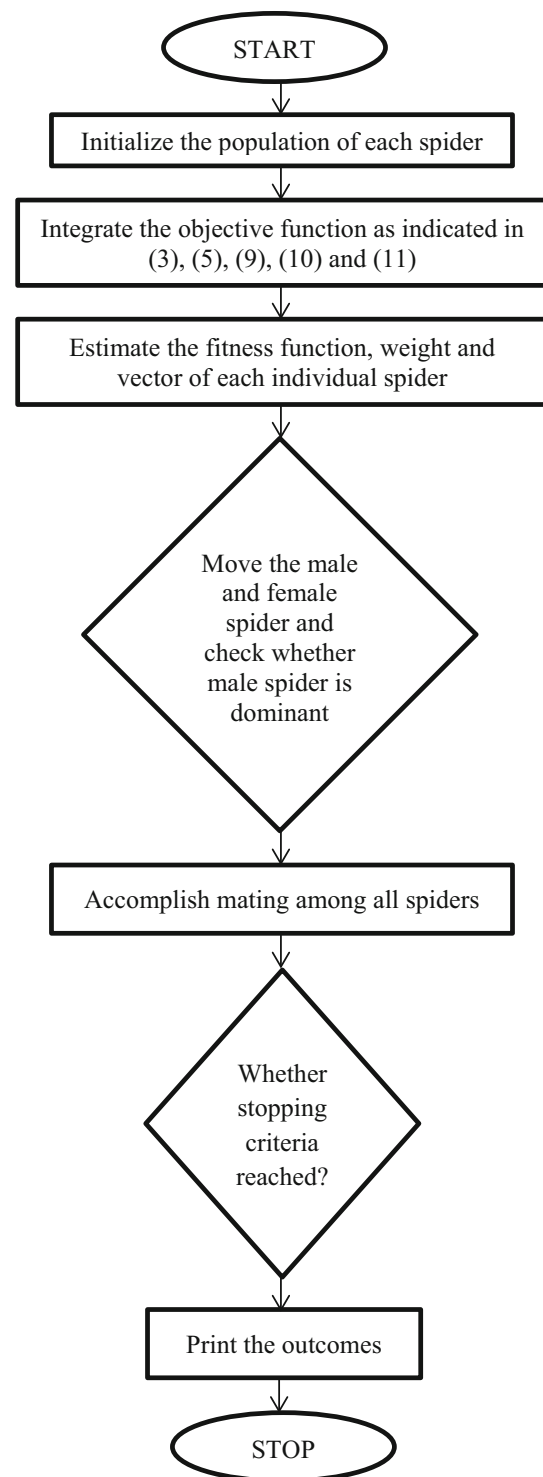 START
Initialize the population of each spider
Integrate the objective function as indicated in
(3), (5), (9), (10) and (11)
Estimate the fitness function, weight and
vector of each individual spider
Move the male
and female
spider and
check whether
male spider is
dominant
Accomplish mating among all spiders
Whether
stopping
criteria
reached?
Print the outcomes
STOP